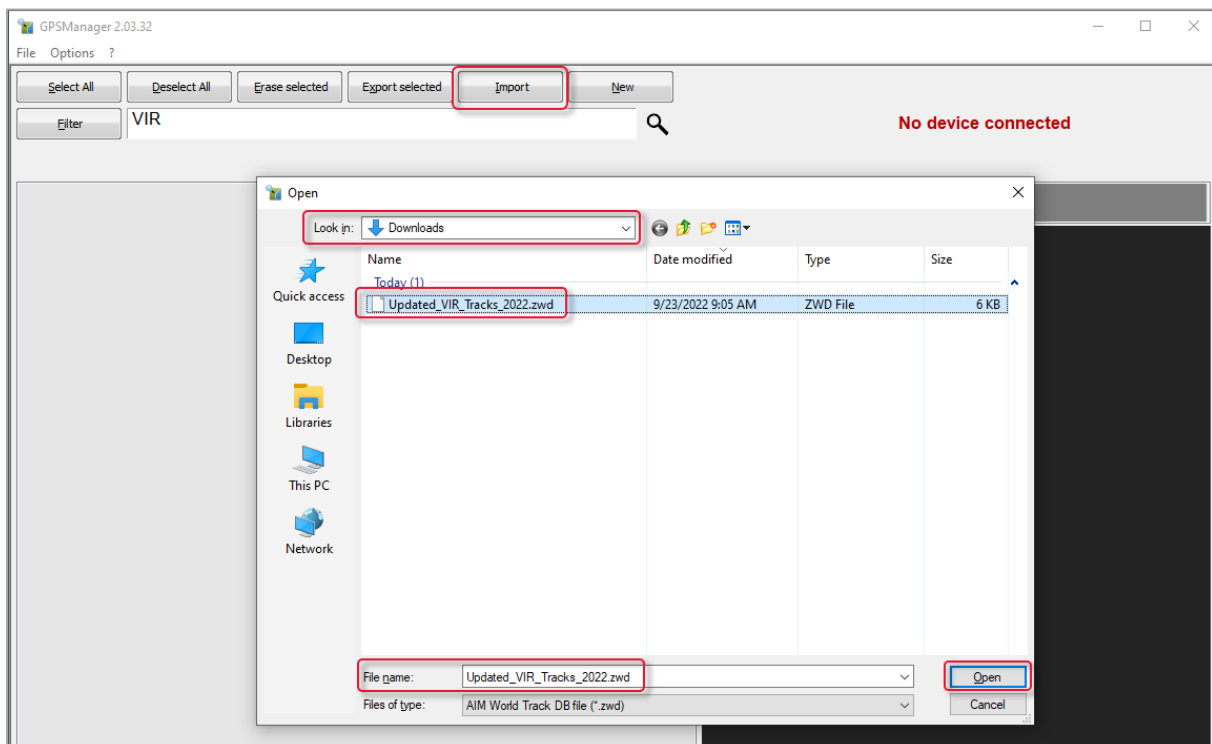 GPSManager 2.03.32
File Options ?
Select All Deselect All Erase selected Export selected Import New
Filter VIR No device connected
Open
Look in: Downloads
Name Date modified Type Size
Today (1)
Quick access
Updated_VIR_Tracks_2022.zwd 9/23/2022 9:05 AM ZWD File 6 KB
Desktop
Libraries
This PC
Network
File name: Updated_VIR_Tracks_2022.zwd Open
Files of type: AIM World Track DB file (*.zwd) Cancel